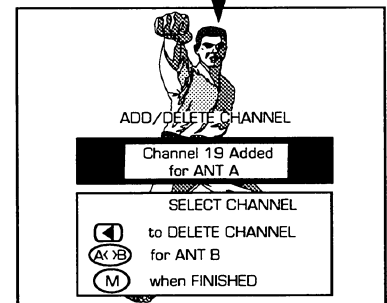 ADD/DELETE CHANNEL
Channel 19 Added
for ANT A
SELECT CHANNEL
◀ to DELETE CHANNEL
A< >B for ANT B
M when FINISHED